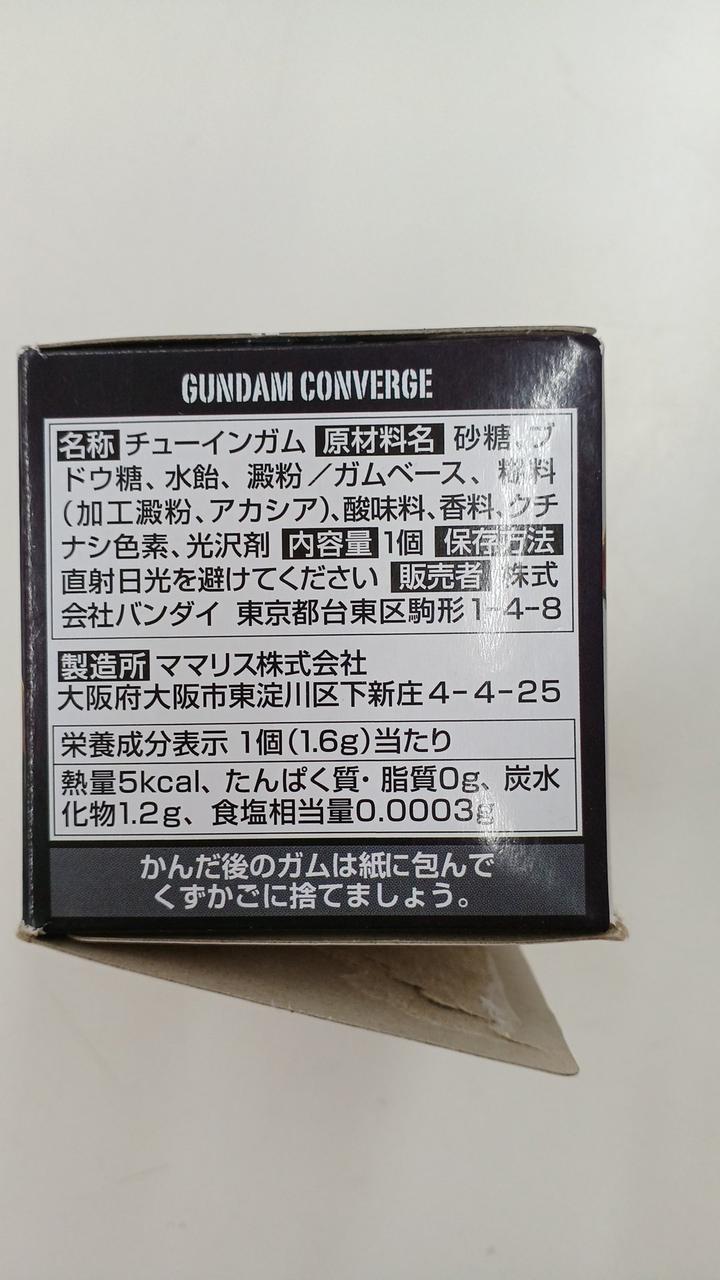 GUNDAM CONVERGE
名称 チューインガム 原材料名 砂糖、ブ
ドウ糖、水飴、澱粉／ガムベース、糊料
(加工澱粉、アカシア)、酸味料、香料、クチ
ナシ色素、光沢剤 内容量 1個 保存方法
直射日光を避けてください 販売者 株式
会社バンダイ 東京都台東区駒形1-4-8
製造所 ママリス株式会社
大阪府大阪市東淀川区下新庄4-4-25
栄養成分表示 1個(1.6g)当たり
熱量5kcal、たんぱく質・脂質0g、炭水
化物1.2g、食塩相当量0.0003g
かんだ後のガムは紙に包んで
くずかごに捨てましょう。